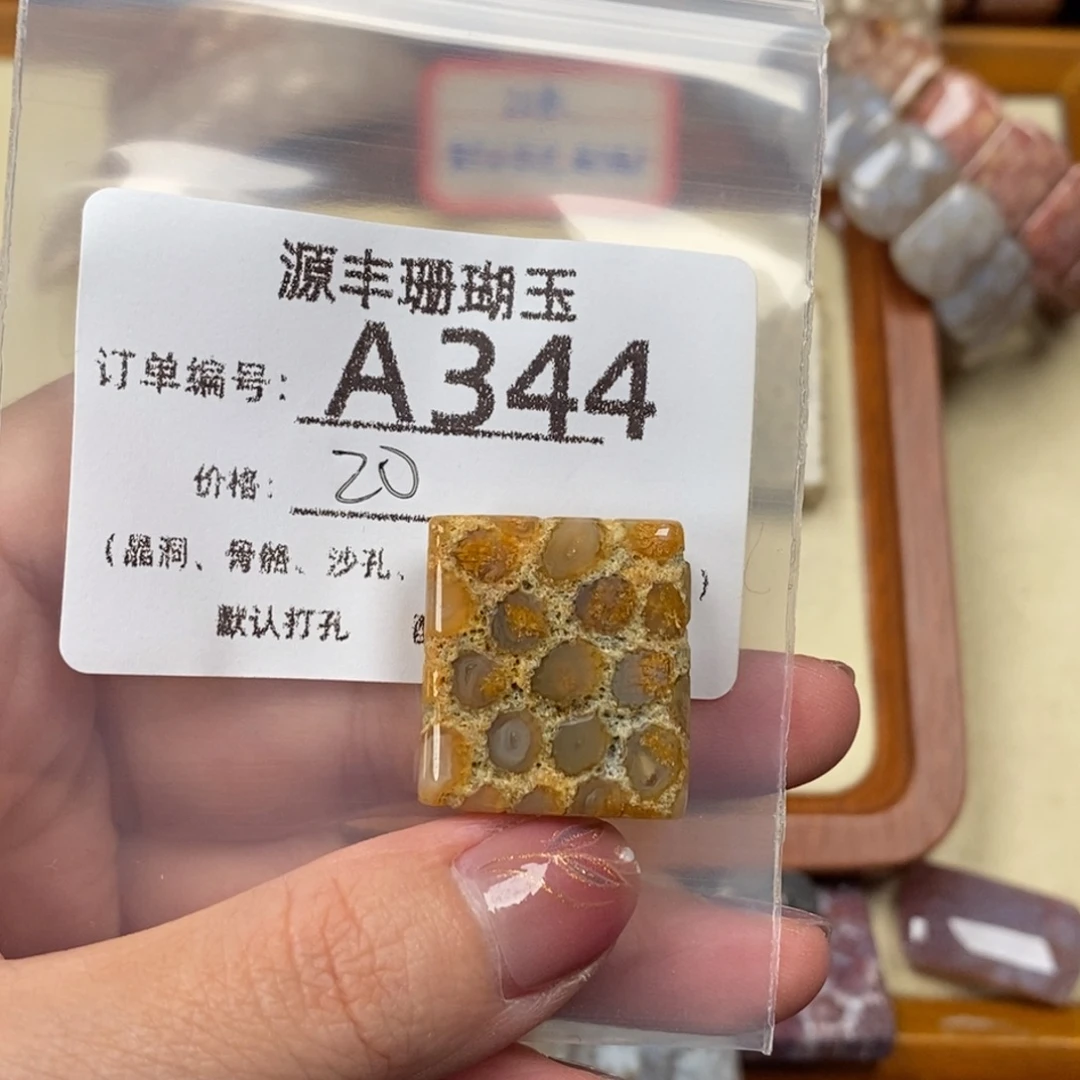 源丰珊瑚玉
订单编号：A344
价格：20
（晶洞、骨骼、沙孔、
）
默认打孔